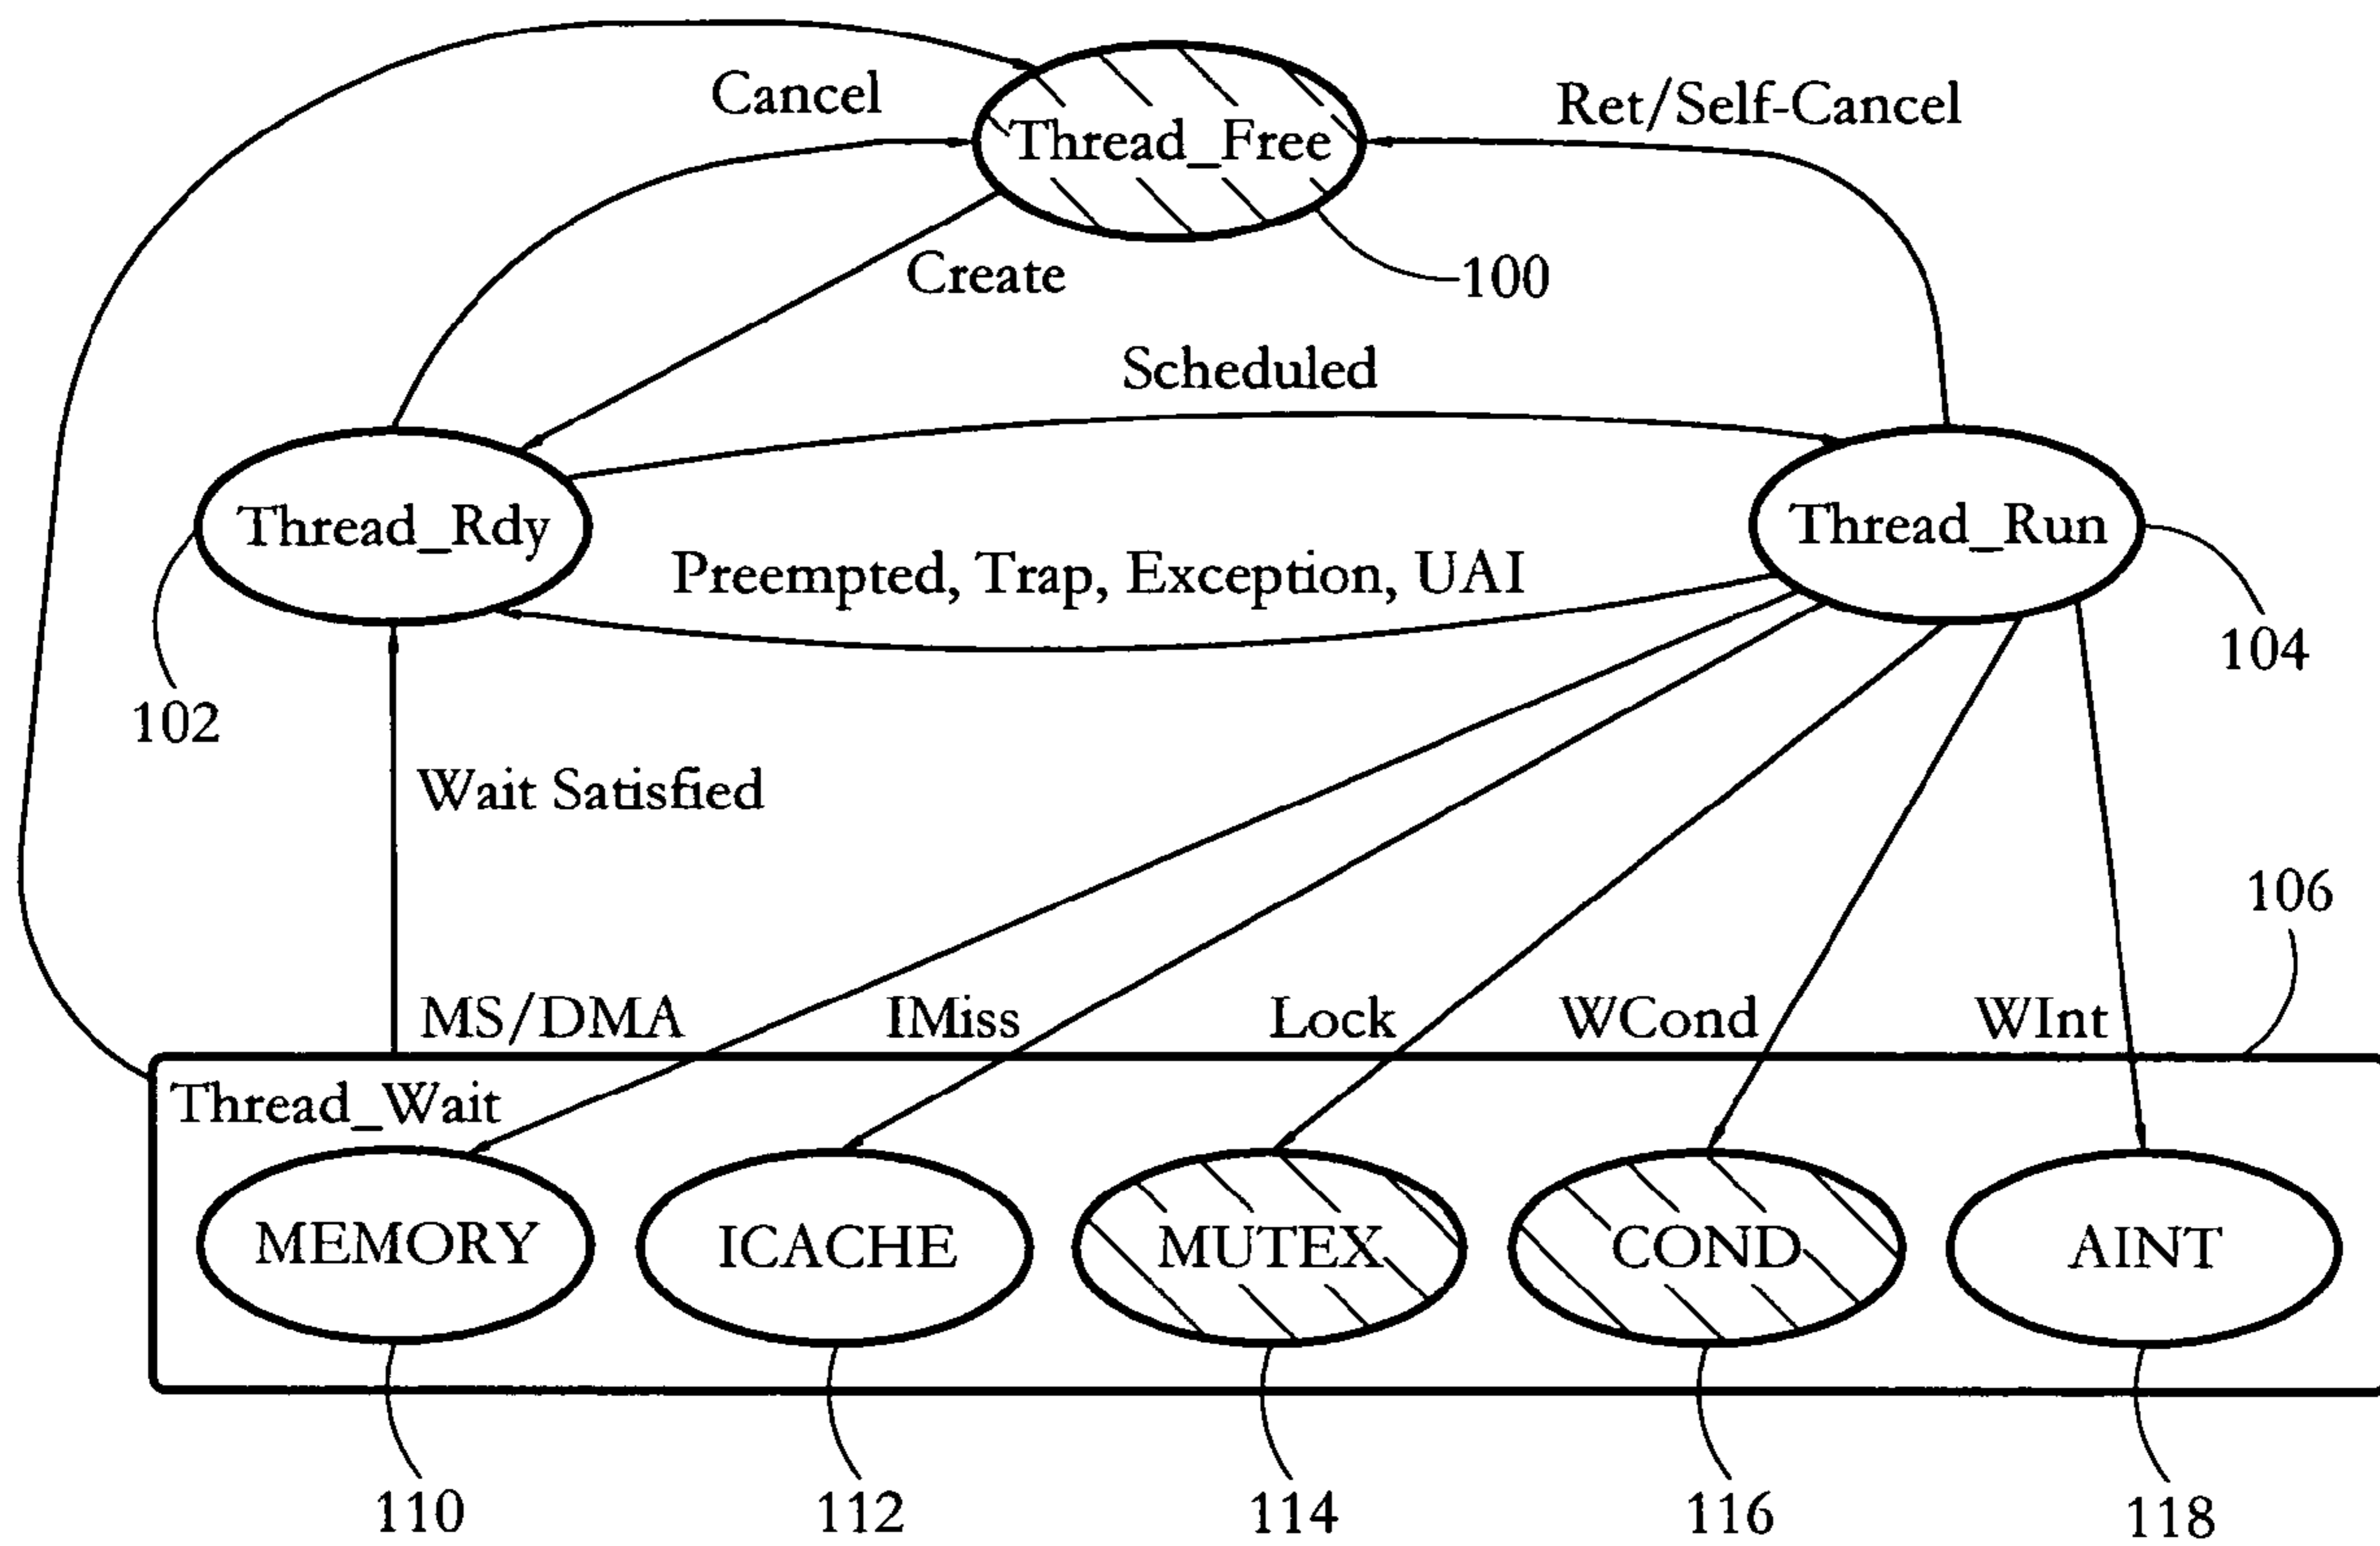 Cancel
Ret/Self-Cancel
Thread_Free
Create
100
Scheduled
Thread_Rdy
Thread_Run
Preempted, Trap, Exception, UAI
104
102
Wait Satisfied
106
MS/DMA
IMiss
Lock
WCond
WInt
Thread_Wait
MEMORY
ICACHE
MUTEX
COND
AINT
110
112
114
116
118